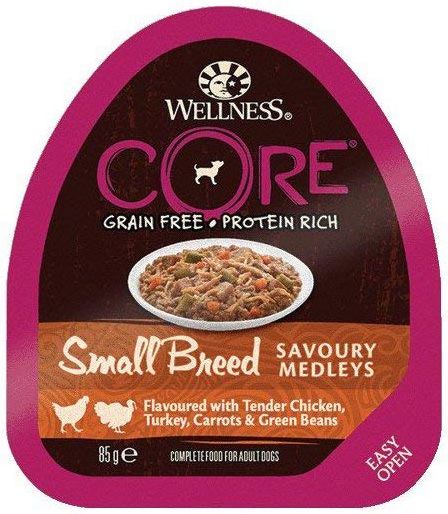 WELLNESS®
CORE®
GRAIN FREE • PROTEIN RICH
Small Breed
SAVOURY
MEDLEYS
Flavoured with Tender Chicken,
Turkey, Carrots & Green Beans
85 g e
COMPLETE FOOD FOR ADULT DOGS
EASY
OPEN